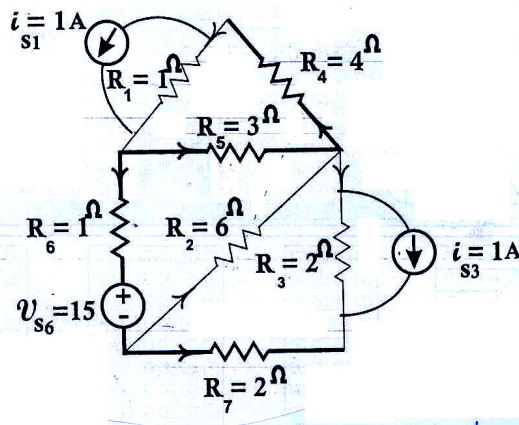 i = 1A
s1
R1 = 1Ω
R4 = 4Ω
R5 = 3Ω
R6 = 1Ω
R2 = 6Ω
R3 = 2Ω
i = 1A
s3
vs6=15
+
-
R7 = 2Ω